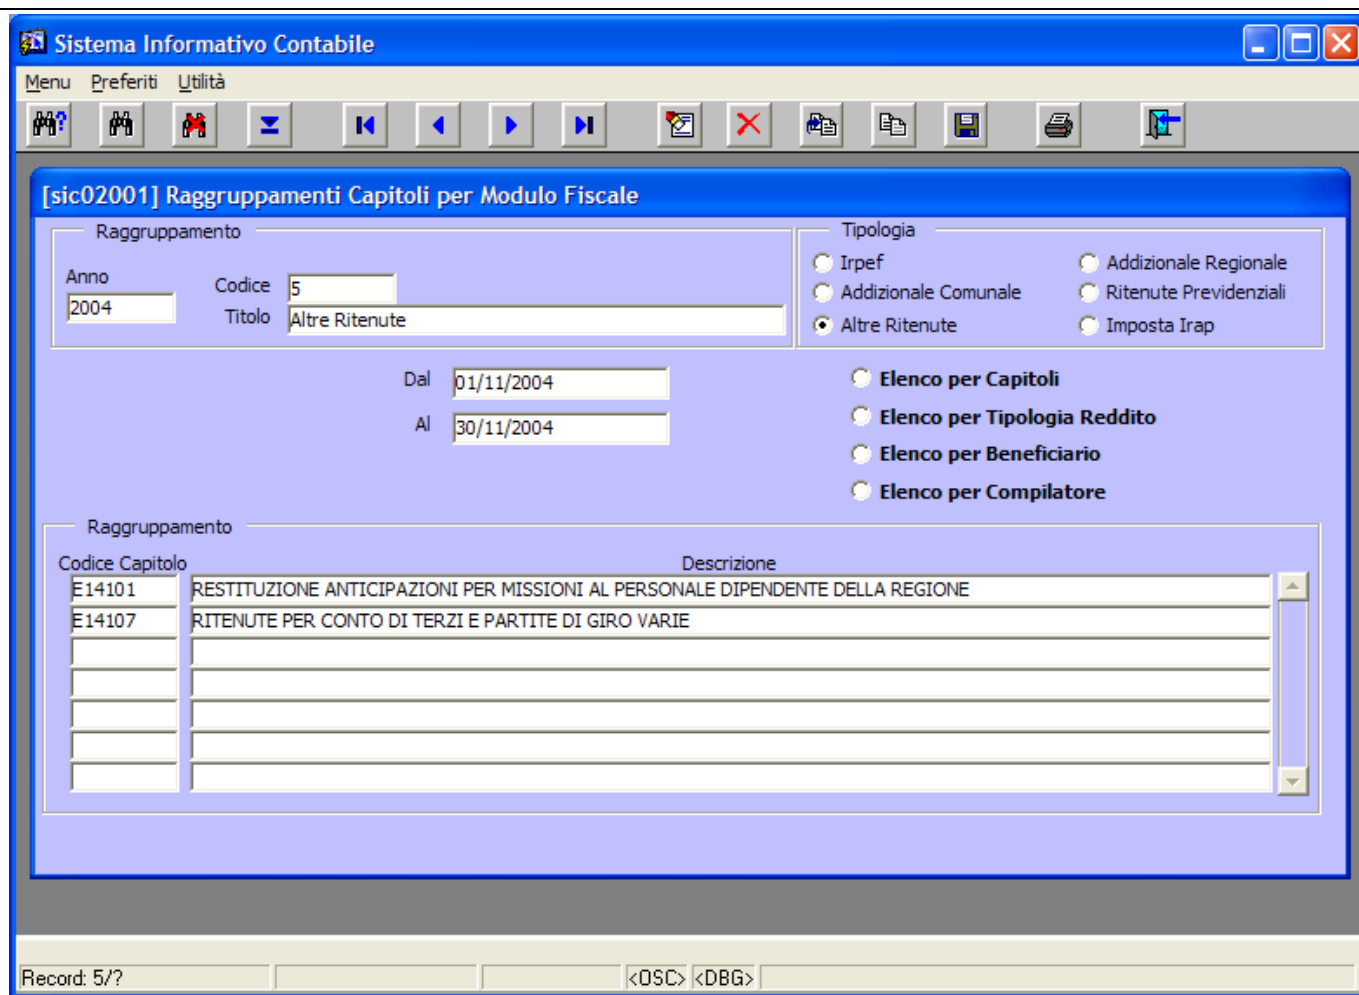 Sistema Informativo Contabile
Menu Preferiti Utilità
[sic02001] Raggruppamenti Capitoli per Modulo Fiscale
Raggruppamento
Anno
2004
Codice 5
Titolo Altre Ritenute
Tipologia
Irpef Addizionale Regionale
Addizionale Comunale Ritenute Previdenziali
Altre Ritenute Imposta Irap
Dal 01/11/2004
Al 30/11/2004
Elenco per Capitoli
Elenco per Tipologia Reddito
Elenco per Beneficiario
Elenco per Compilatore
Raggruppamento
Codice Capitolo Descrizione
E14101 RESTITUZIONE ANTICIPAZIONI PER MISSIONI AL PERSONALE DIPENDENTE DELLA REGIONE
E14107 RITENUTE PER CONTO DI TERZI E PARTITE DI GIRO VARIE
Record: 5/? <OSC> <DBG>